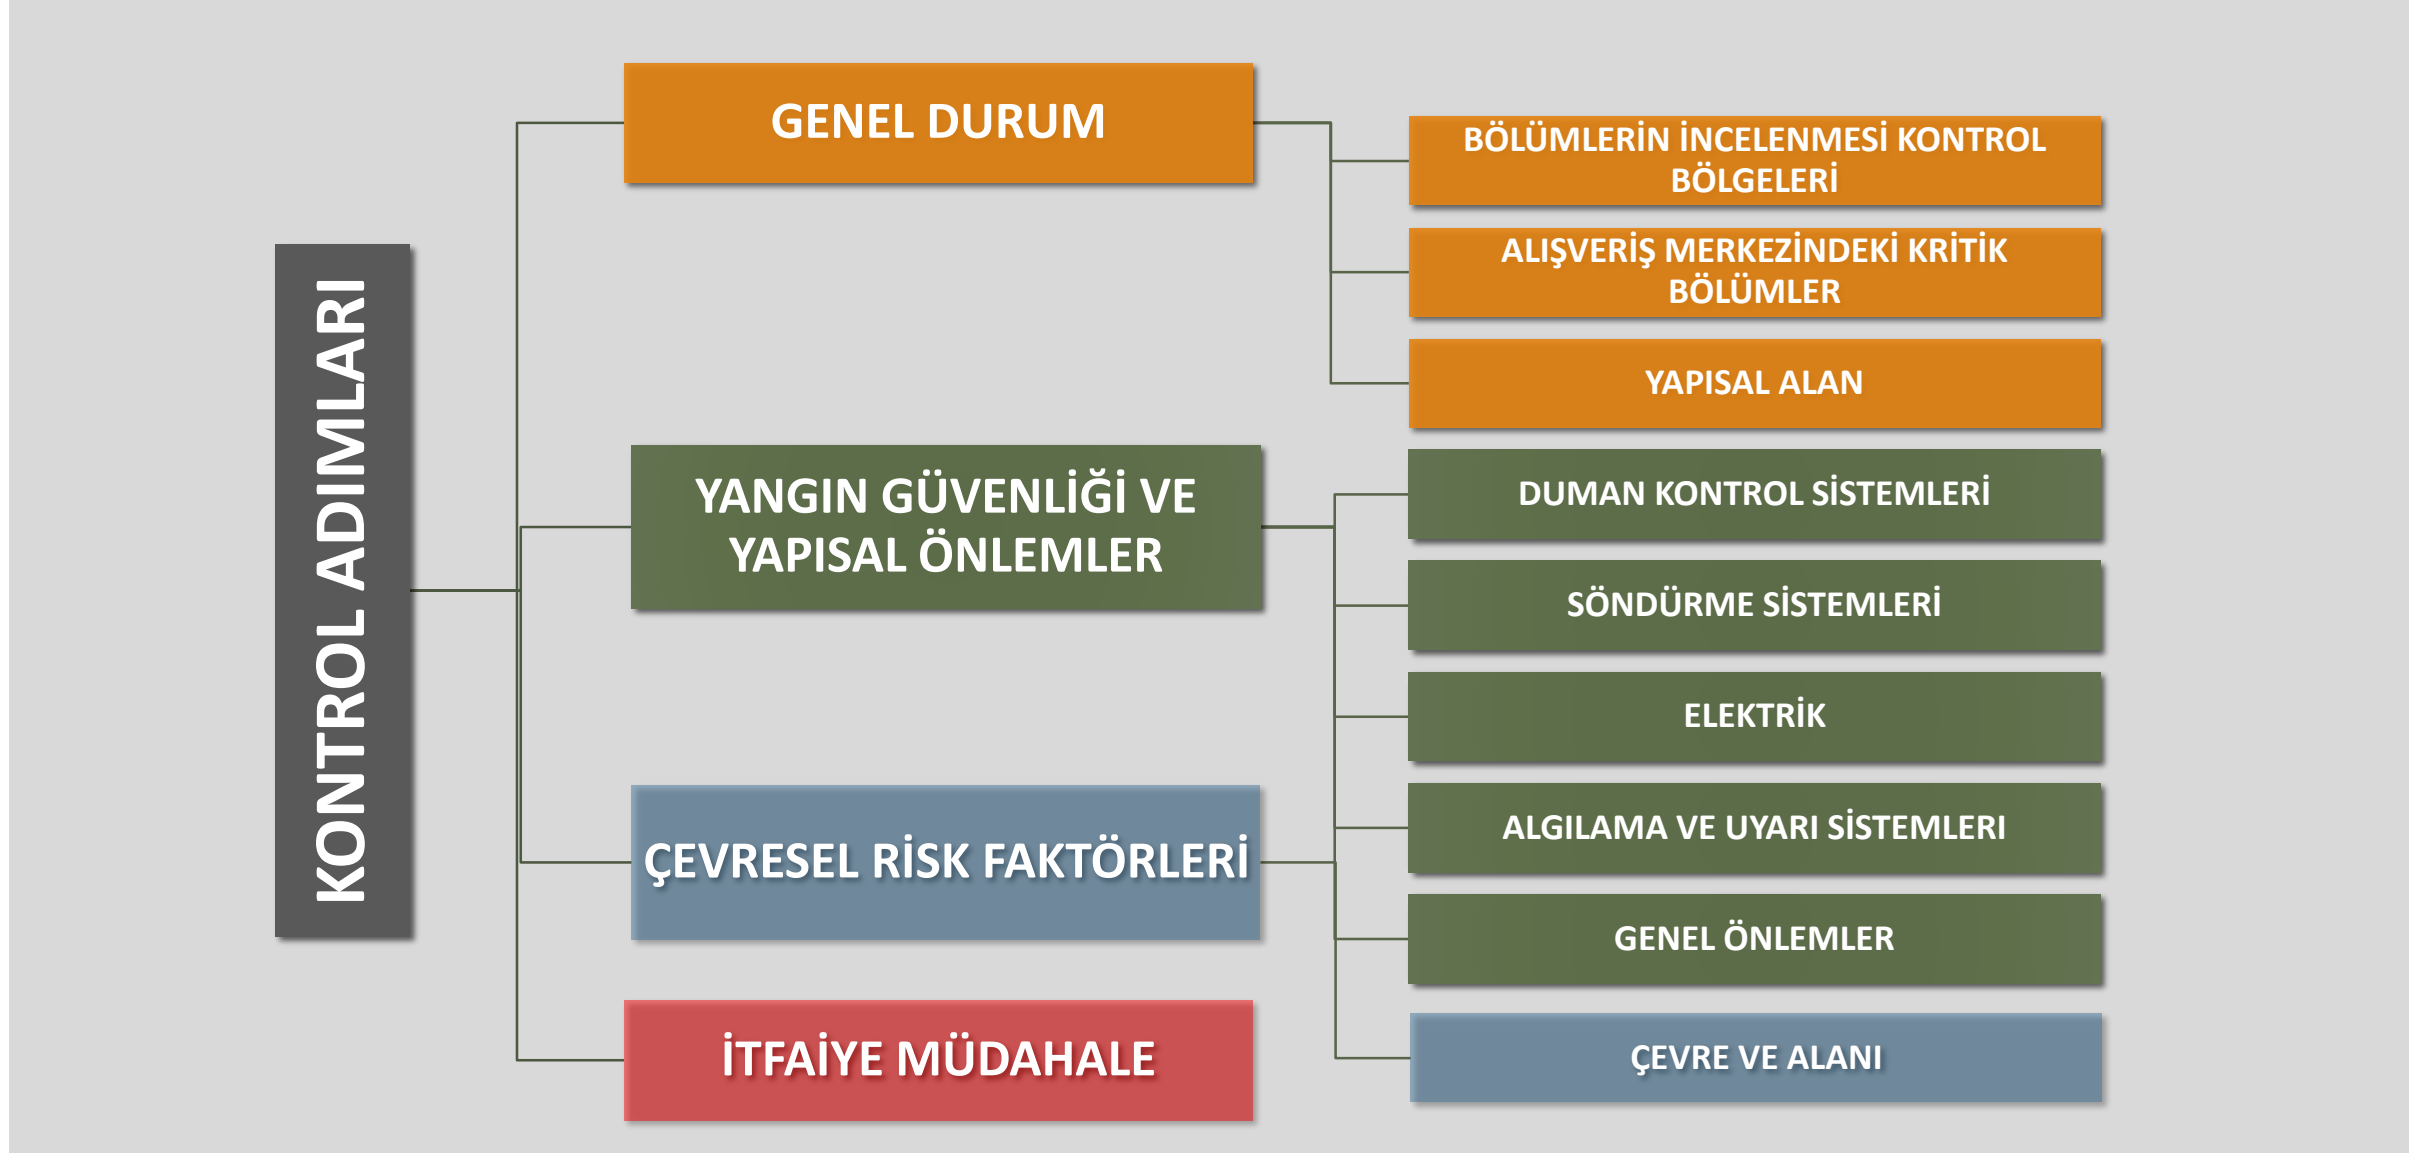 KONTROL ADIMLARI
GENEL DURUM
BÖLÜMLERİN İNCELENMESİ KONTROL
BÖLGELERİ
ALIŞVERİŞ MERKEZİNDEKİ KRİTİK
BÖLÜMLER
YAPISAL ALAN
YANGIN GÜVENLİĞİ VE
YAPISAL ÖNLEMLER
DUMAN KONTROL SİSTEMLERİ
SÖNDÜRME SİSTEMLERİ
ELEKTRİK
ALGILAMA VE UYARI SİSTEMLERI
GENEL ÖNLEMLER
ÇEVRESEL RİSK FAKTÖRLERİ
ÇEVRE VE ALANI
İTFAİYE MÜDAHALE